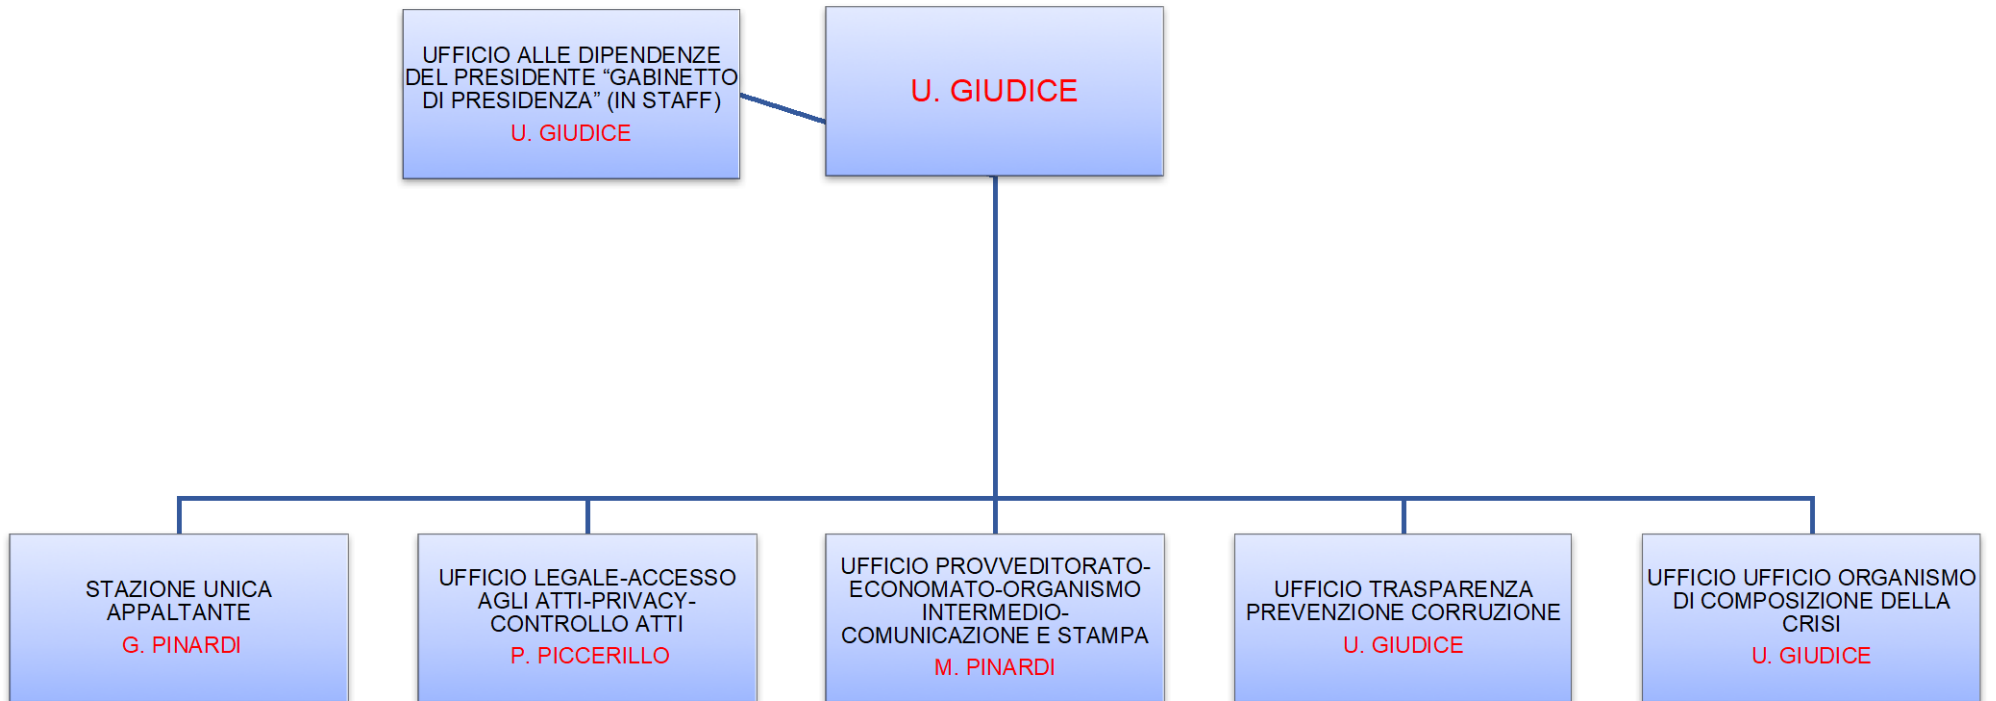 UFFICIO ALLE DIPENDENZE
DEL PRESIDENTE “GABINETTO
DI PRESIDENZA” (IN STAFF)
U. GIUDICE
U. GIUDICE
STAZIONE UNICA
APPALTANTE
G. PINARDI
UFFICIO LEGALE-ACCESSO
AGLI ATTI-PRIVACY-
CONTROLLO ATTI
P. PICCERILLO
UFFICIO PROVVEDITORATO-
ECONOMATO-ORGANISMO
INTERMEDIO-
COMUNICAZIONE E STAMPA
M. PINARDI
UFFICIO TRASPARENZA
PREVENZIONE CORRUZIONE
U. GIUDICE
UFFICIO UFFICIO ORGANISMO
DI COMPOSIZIONE DELLA
CRISI
U. GIUDICE